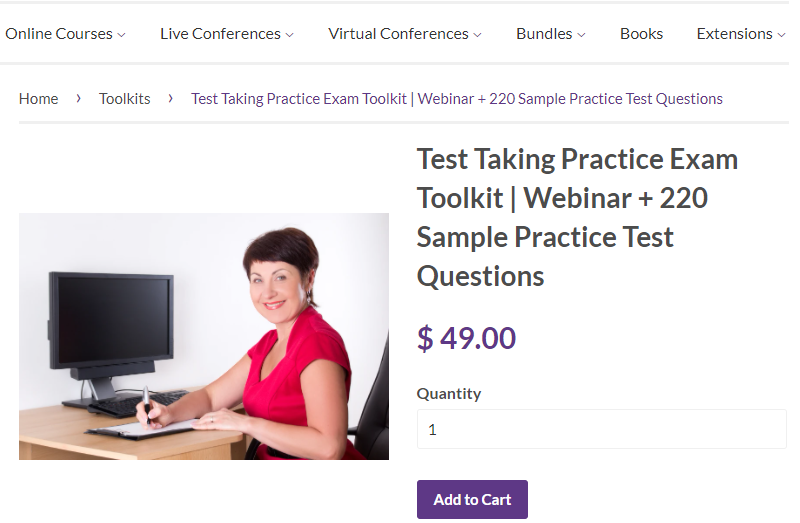 Online Courses Live Conferences Virtual Conferences Bundles Books Extensions
Home › Toolkits › Test Taking Practice Exam Toolkit | Webinar + 220 Sample Practice Test Questions
Test Taking Practice Exam
Toolkit | Webinar + 220
Sample Practice Test
Questions
$ 49.00
Quantity
1
Add to Cart